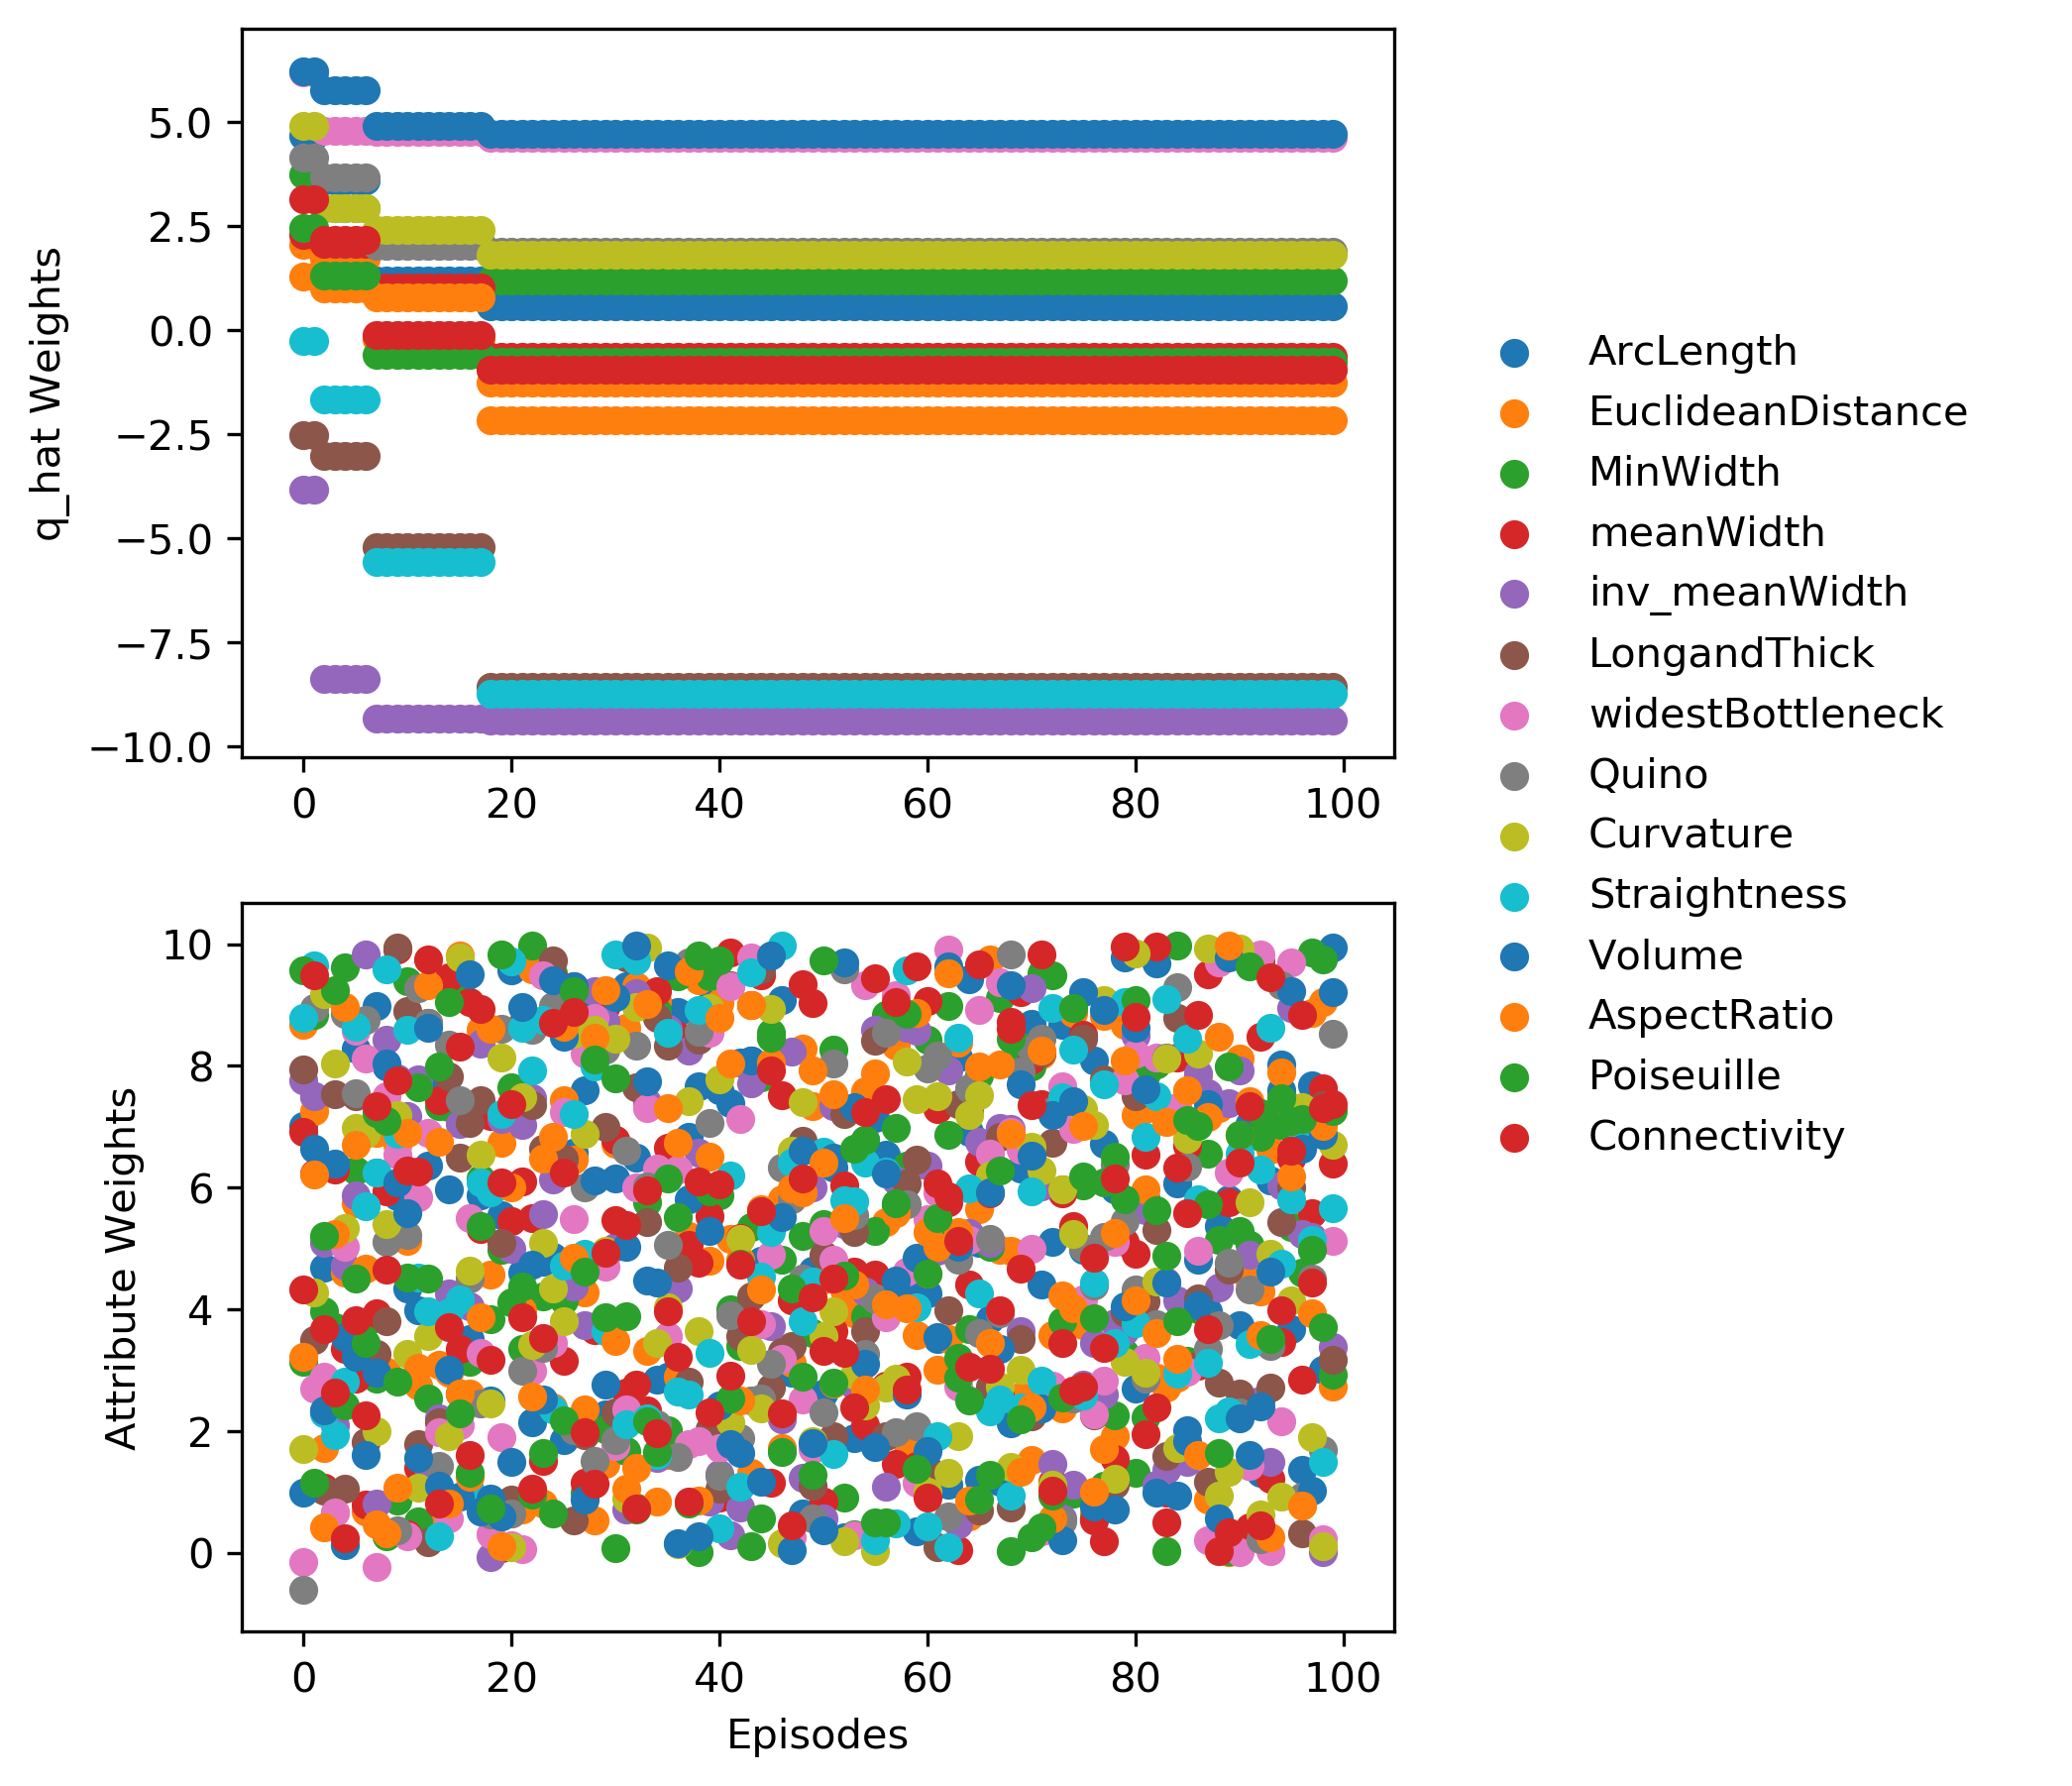 q_hat Weights
5.0
2.5
0.0
−2.5
−5.0
−7.5
−10.0
0 20 40 60 80 100
Attribute Weights
10
8
6
4
2
0
0 20 40 60 80 100
Episodes
ArcLength
EuclideanDistance
MinWidth
meanWidth
inv_meanWidth
LongandThick
widestBottleneck
Quino
Curvature
Straightness
Volume
AspectRatio
Poiseuille
Connectivity